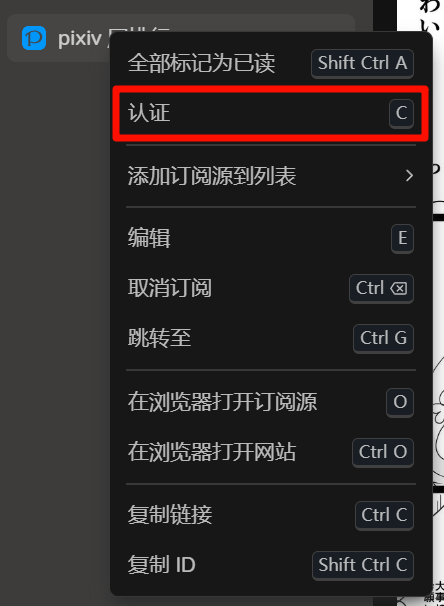 pixiv
全部标记为已读 Shift Ctrl A
认证 C
添加订阅源到列表
编辑 E
取消订阅 Ctrl ⌫
跳转至 Ctrl G
在浏览器打开订阅源 O
在浏览器打开网站 Ctrl O
复制链接 Ctrl C
复制 ID Shift Ctrl C
わい